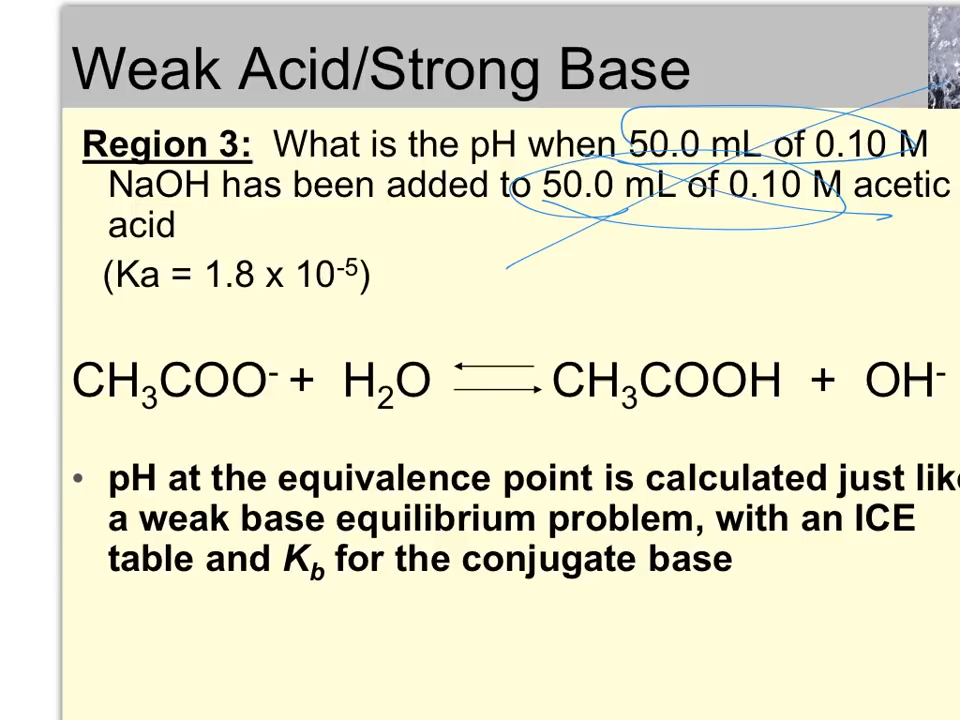 Weak Acid/Strong Base
Region 3: What is the pH when 50.0 mL of 0.10 M
NaOH has been added to 50.0 mL of 0.10 M acetic
acid
(Ka = 1.8 x 10⁻⁵)
CH₃COO⁻ + H₂O ⇌ CH₃COOH + OH⁻
• pH at the equivalence point is calculated just lik
a weak base equilibrium problem, with an ICE
table and K_b for the conjugate base